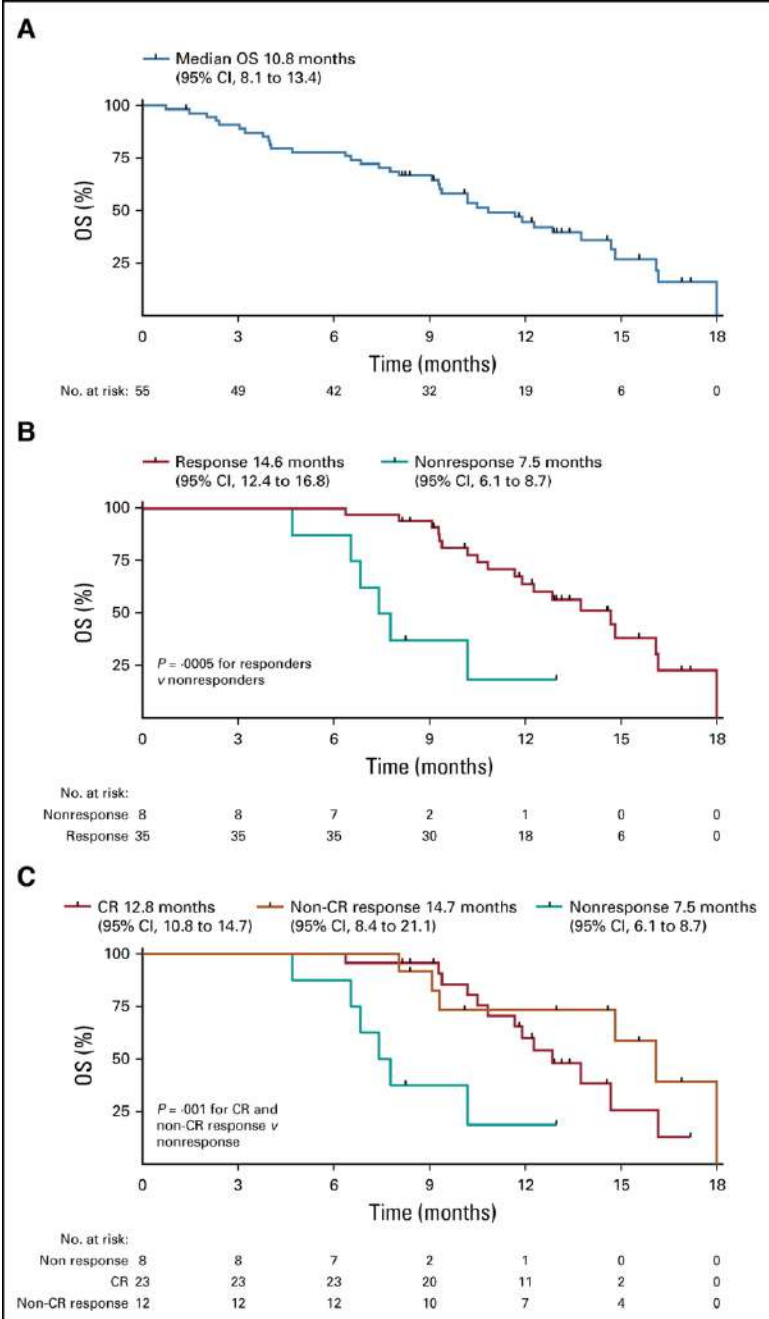 A
Median OS 10.8 months
(95% CI, 8.1 to 13.4)
100
75
50
25
OS (%)
0 3 6 9 12 15 18
Time (months)
No. at risk: 55 49 42 32 19 6 0
B
Response 14.6 months Nonresponse 7.5 months
(95% CI, 12.4 to 16.8) (95% CI, 6.1 to 8.7)
100
75
50
25
OS (%)
P = .0005 for responders
v nonresponders
0 3 6 9 12 15 18
Time (months)
No. at risk:
Nonresponse 8 8 7 2 1 0 0
Response 35 35 35 30 18 6 0
C
CR 12.8 months Non-CR response 14.7 months Nonresponse 7.5 months
(95% CI, 10.8 to 14.7) (95% CI, 8.4 to 21.1) (95% CI, 6.1 to 8.7)
100
75
50
25
OS (%)
P = .001 for CR and
non-CR response v
nonresponse
0 3 6 9 12 15 18
Time (months)
No. at risk:
Non response 8 8 7 2 1 0 0
CR 23 23 23 20 11 2 0
Non-CR response 12 12 12 10 7 4 0